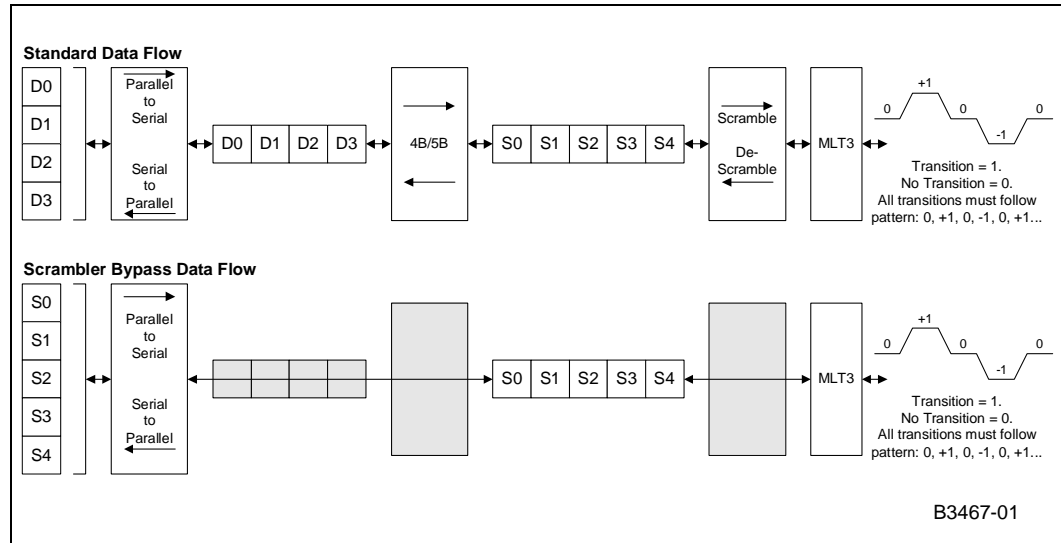 Standard Data Flow
D0
D1
D2
D3
Parallel
to
Serial
Serial
to
Parallel
D0 D1 D2 D3
4B/5B
S0 S1 S2 S3 S4
Scramble
De-
Scramble
MLT3
0 +1 0 -1 0
Transition = 1.
No Transition = 0.
All transitions must follow
pattern: 0, +1, 0, -1, 0, +1...
Scrambler Bypass Data Flow
S0
S1
S2
S3
S4
Parallel
to
Serial
Serial
to
Parallel
S0 S1 S2 S3 S4
MLT3
0 +1 0 -1 0
Transition = 1.
No Transition = 0.
All transitions must follow
pattern: 0, +1, 0, -1, 0, +1...
B3467-01